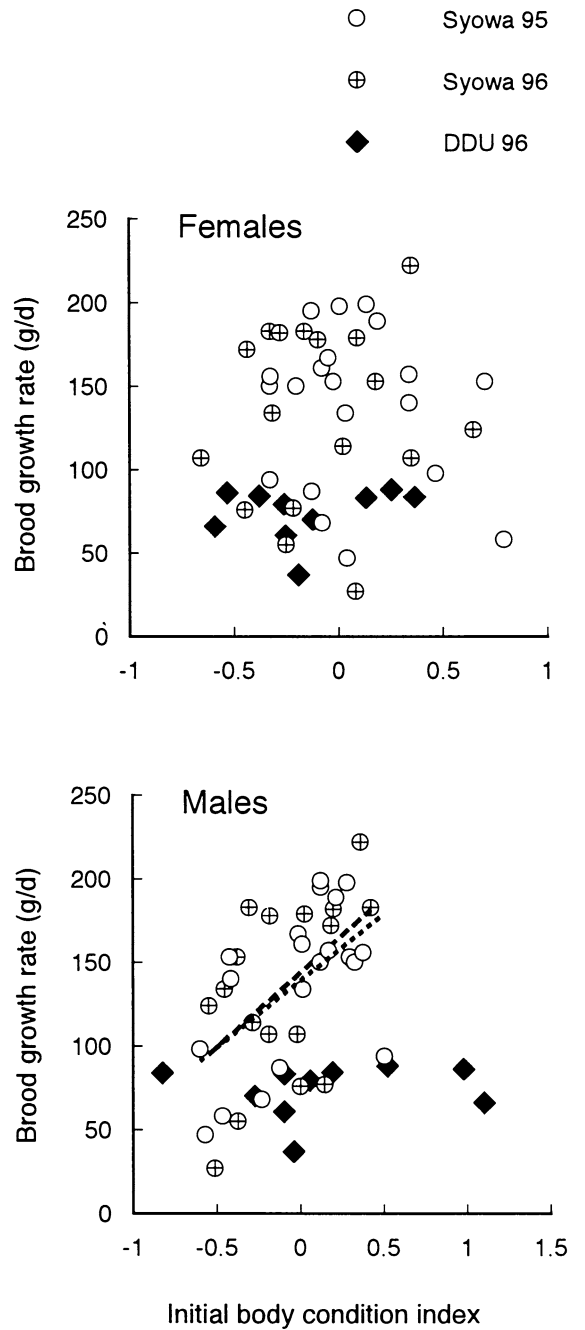 Syowa 95
Syowa 96
DDU 96
Females
250
200
150
100
50
0
Brood growth rate (g/d)
-1 -0.5 0 0.5 1
Males
250
200
150
100
50
0
Brood growth rate (g/d)
-1 -0.5 0 0.5 1 1.5
Initial body condition index